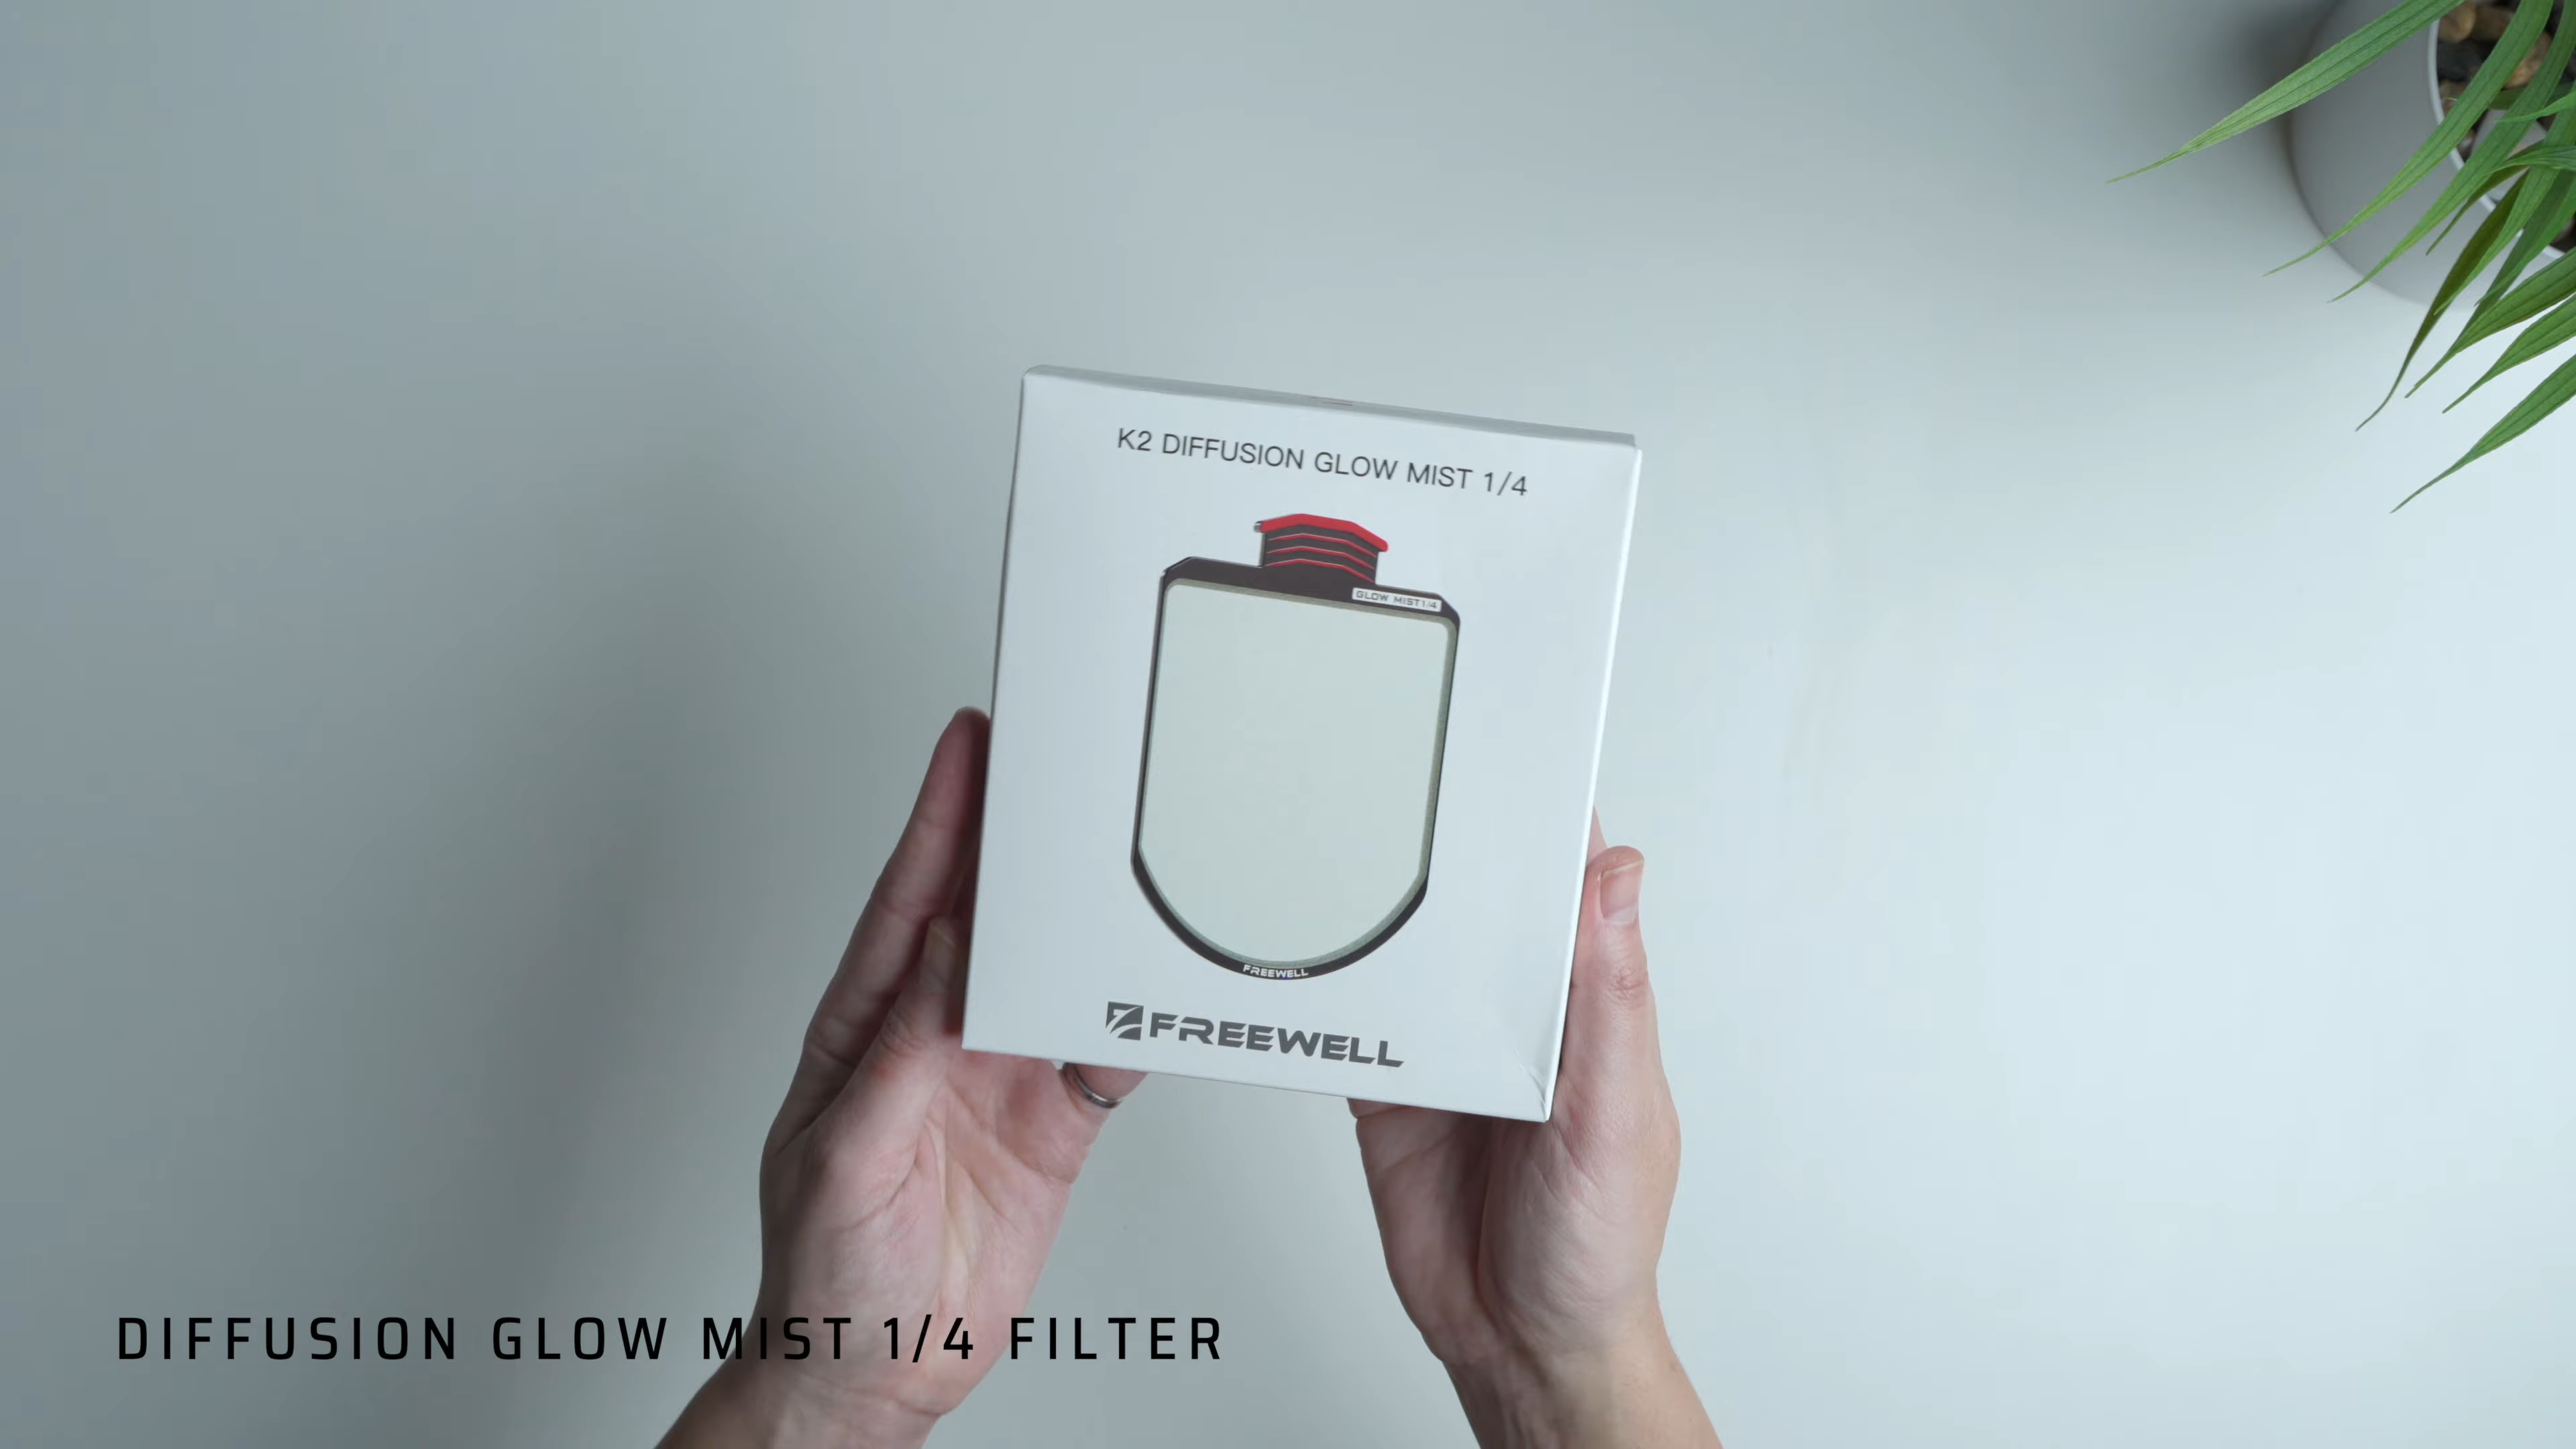 K2 DIFFUSION GLOW MIST 1/4
GLOW MIST 1/4
FREEWELL
FREEWELL
DIFFUSION GLOW MIST 1/4 FILTER